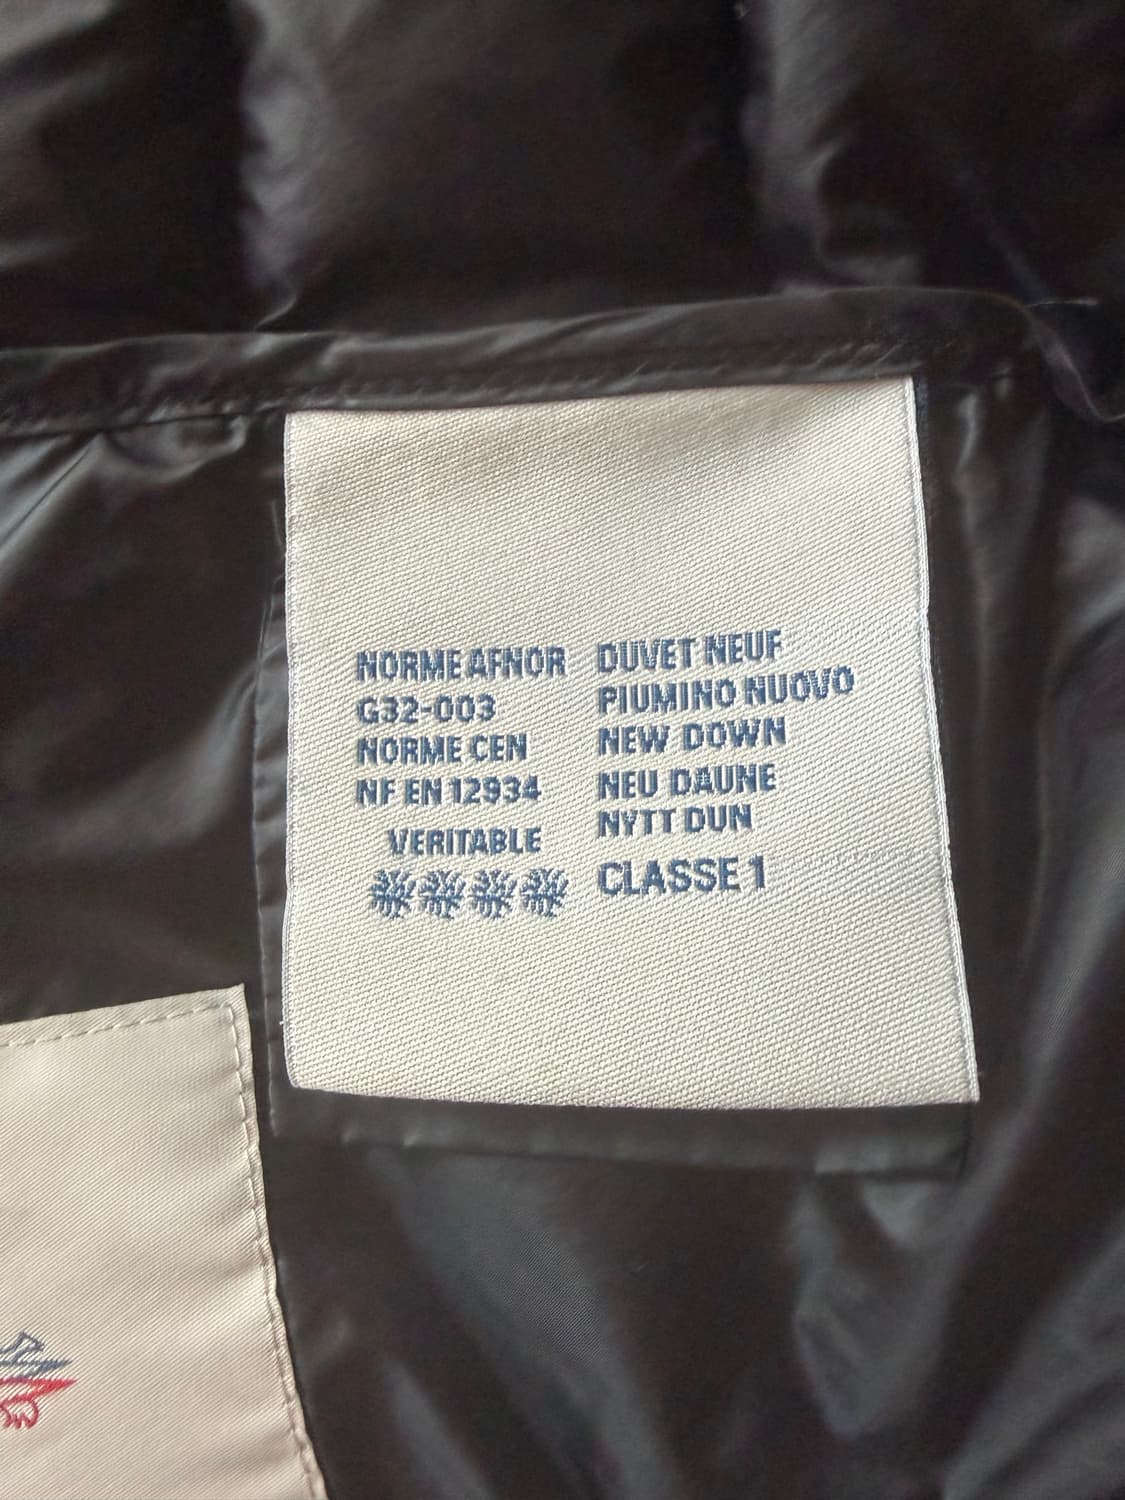 NORME AFNOR
G32-003
NORME CEN
NF EN 12934
VERITABLE
DUVET NEUF
PIUMINO NUOVO
NEW DOWN
NEU DAUNE
NYTT DUN
CLASSE 1